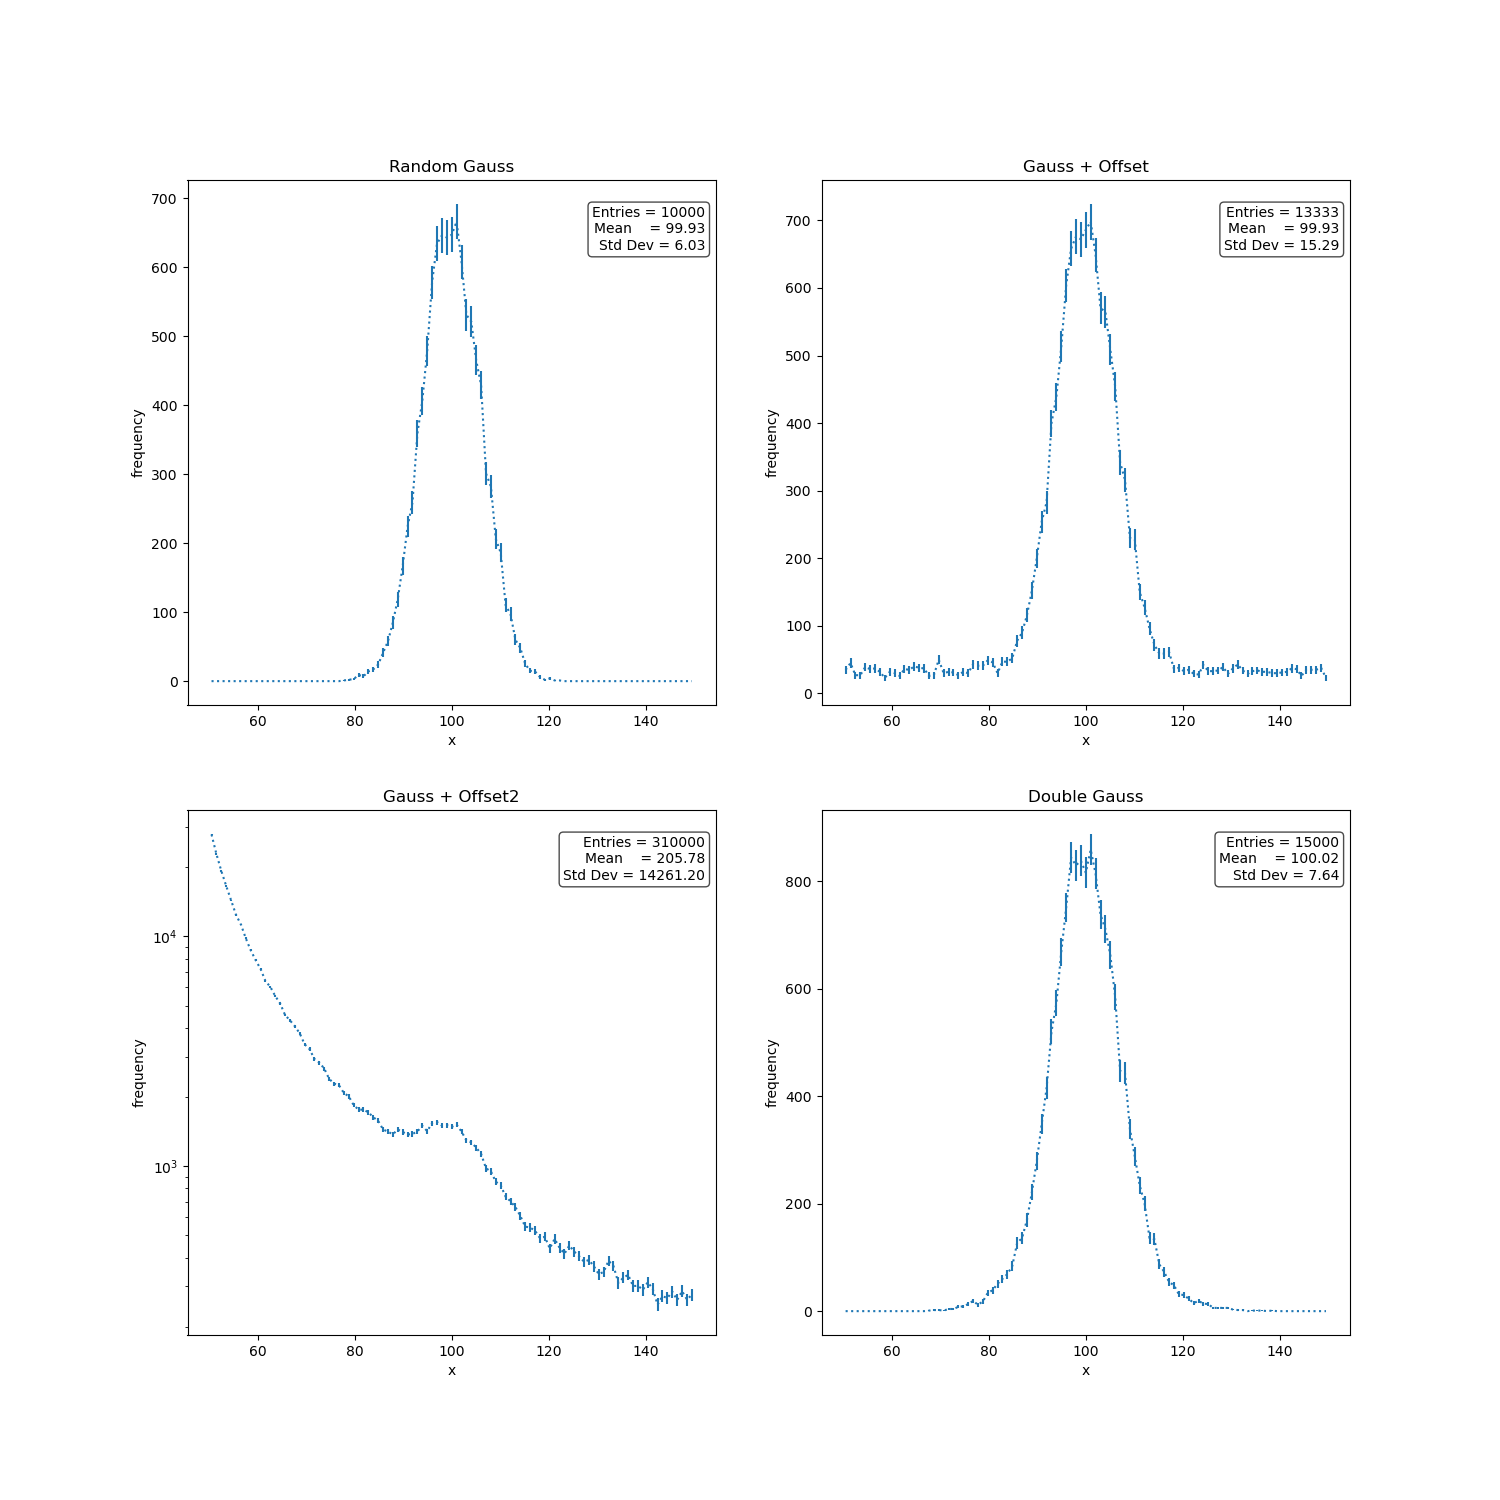 Random Gauss
700
600
500
400
300
200
100
0
frequency
60 80 100 120 140
x
Entries = 10000
Mean = 99.93
Std Dev = 6.03
Gauss + Offset
700
600
500
400
300
200
100
0
frequency
60 80 100 120 140
x
Entries = 13333
Mean = 99.93
Std Dev = 15.29
Gauss + Offset2
10⁴
10³
frequency
60 80 100 120 140
x
Entries = 310000
Mean = 205.78
Std Dev = 14261.20
Double Gauss
800
600
400
200
0
frequency
60 80 100 120 140
x
Entries = 15000
Mean = 100.02
Std Dev = 7.64